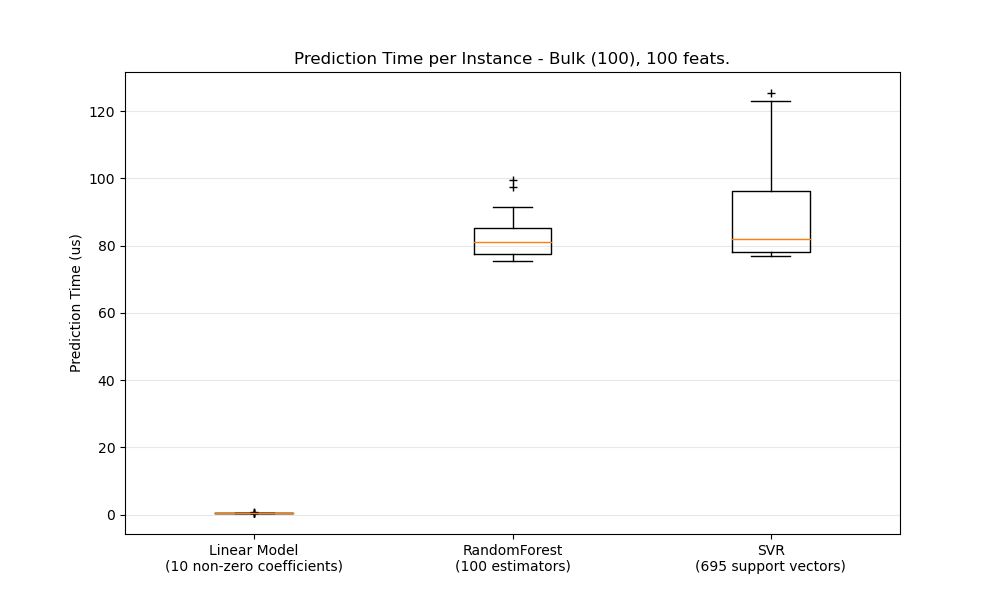 Prediction Time per Instance - Bulk (100), 100 feats.
Prediction Time (us)
120
100
80
60
40
20
0
Linear Model
(10 non-zero coefficients)
RandomForest
(100 estimators)
SVR
(695 support vectors)